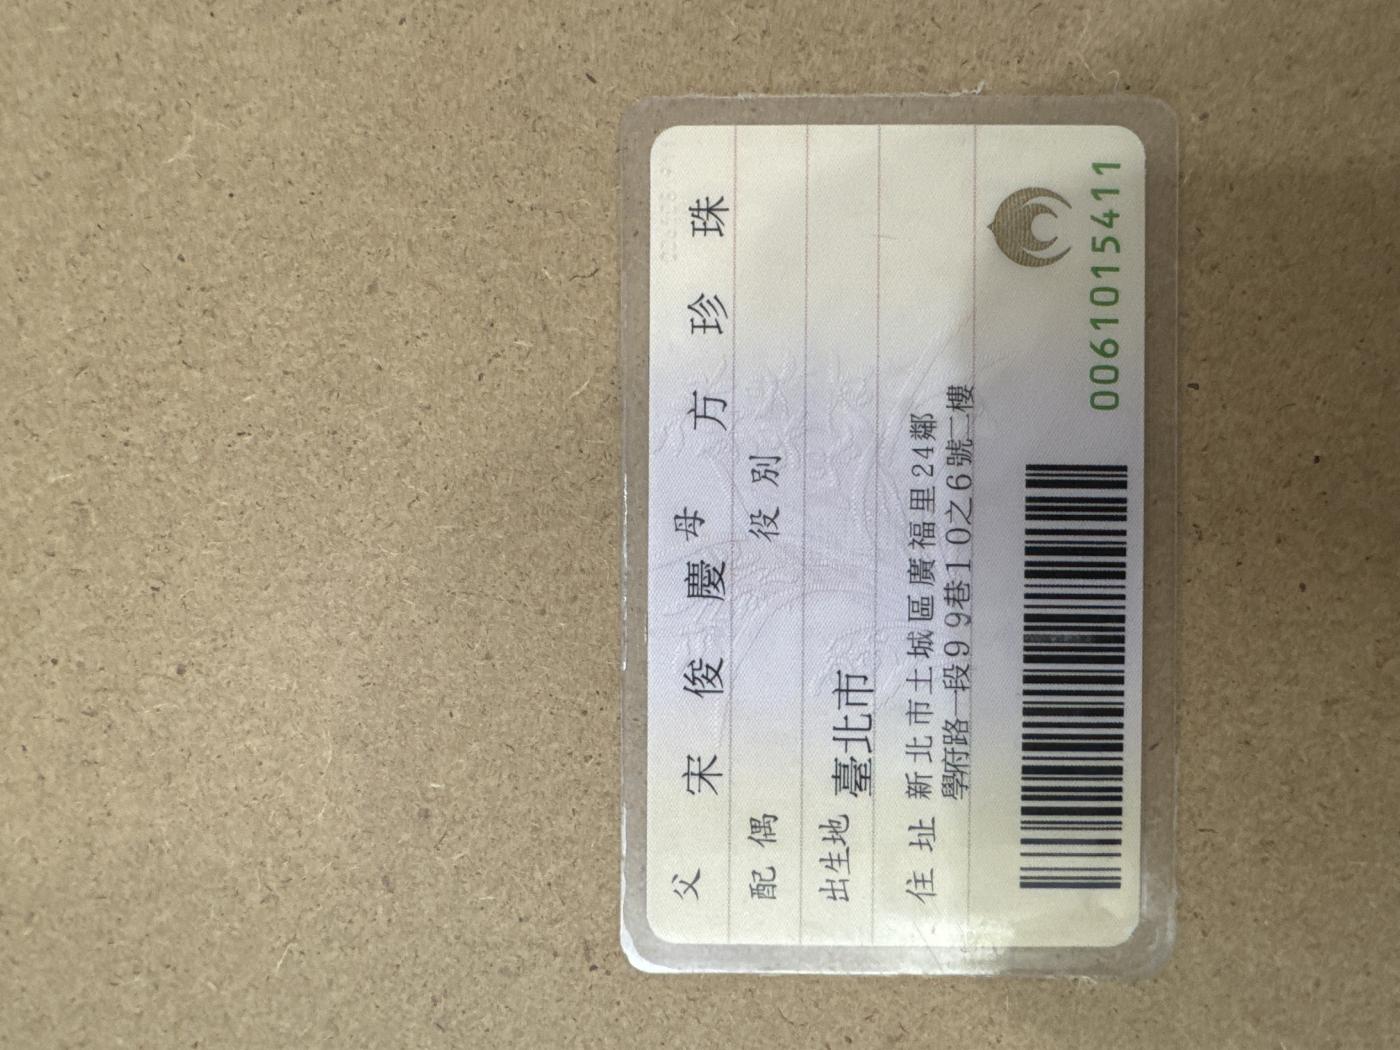 父 宋俊慶 母 方珍珠
配偶 役別
出生地 臺北市
住址 新北市土城區廣福里24鄰
學府路一段99巷10之6號二樓
0061015411